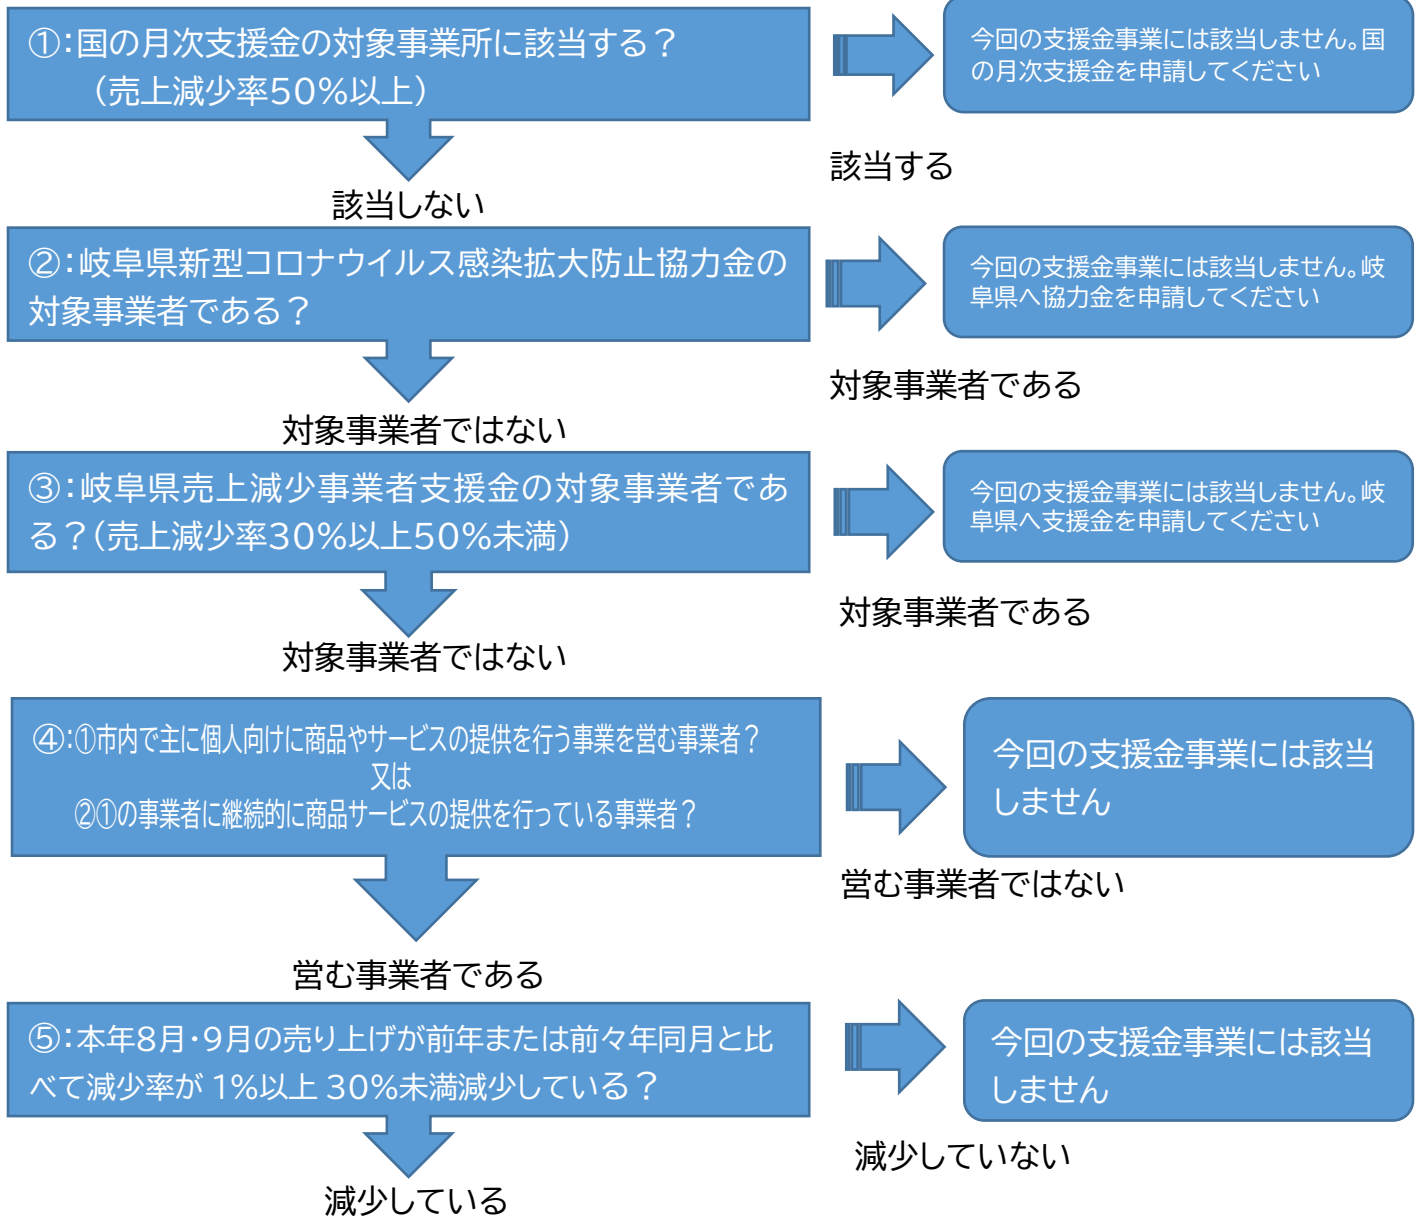 ①:国の月次支援金の対象事業所に該当する?
(売上減少率50%以上)
今回の支援金事業には該当しません。国
の月次支援金を申請してください
該当する
該当しない
②:岐阜県新型コロナウイルス感染拡大防止協力金の
対象事業者である?
今回の支援金事業には該当しません。岐
阜県へ協力金を申請してください
対象事業者である
対象事業者ではない
③:岐阜県売上減少事業者支援金の対象事業者であ
る?(売上減少率30%以上50%未満)
今回の支援金事業には該当しません。岐
阜県へ支援金を申請してください
対象事業者である
対象事業者ではない
④:①市内で主に個人向けに商品やサービスの提供を行う事業を営む事業者?
又は
②①の事業者に継続的に商品サービスの提供を行っている事業者?
今回の支援金事業には該当
しません
営む事業者ではない
営む事業者である
⑤:本年8月・9月の売り上げが前年または前々年同月と比
べて減少率が 1%以上 30%未満減少している?
今回の支援金事業には該当
しません
減少していない
減少している